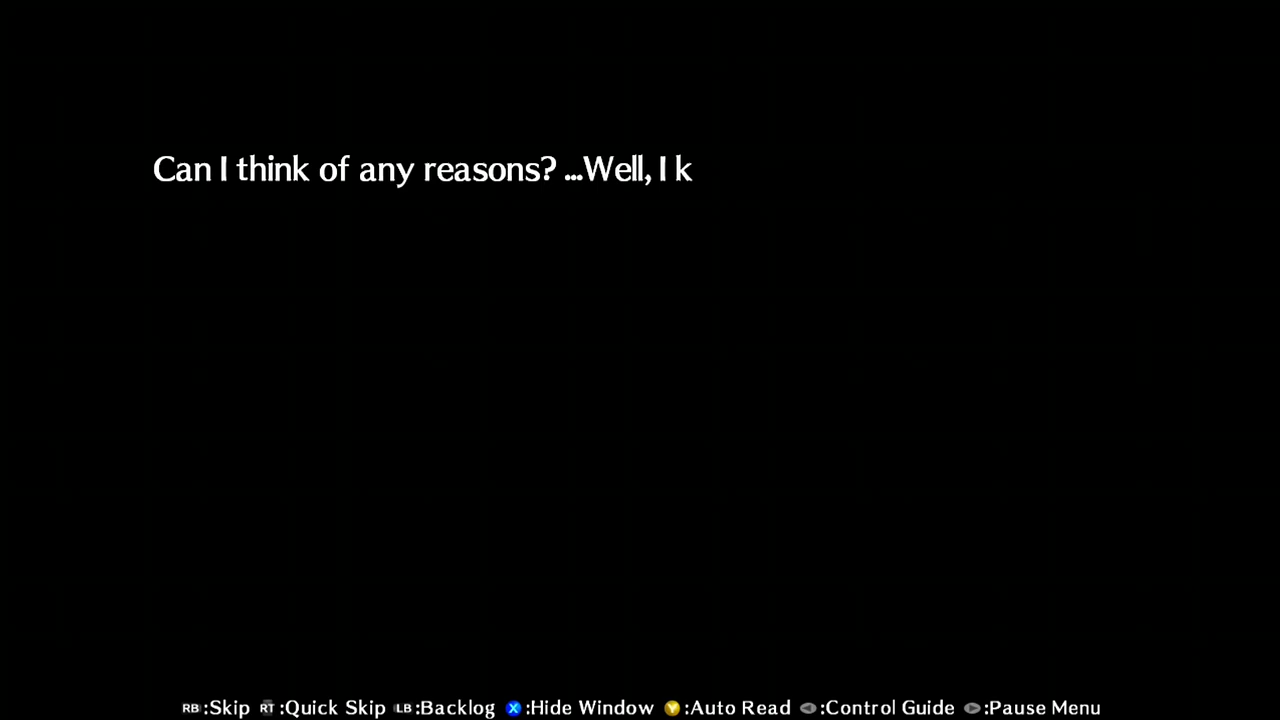 Can I think of any reasons? ...Well, I k
RB:Skip RT:Quick Skip LB:Backlog X:Hide Window Y:Auto Read :Control Guide :Pause Menu